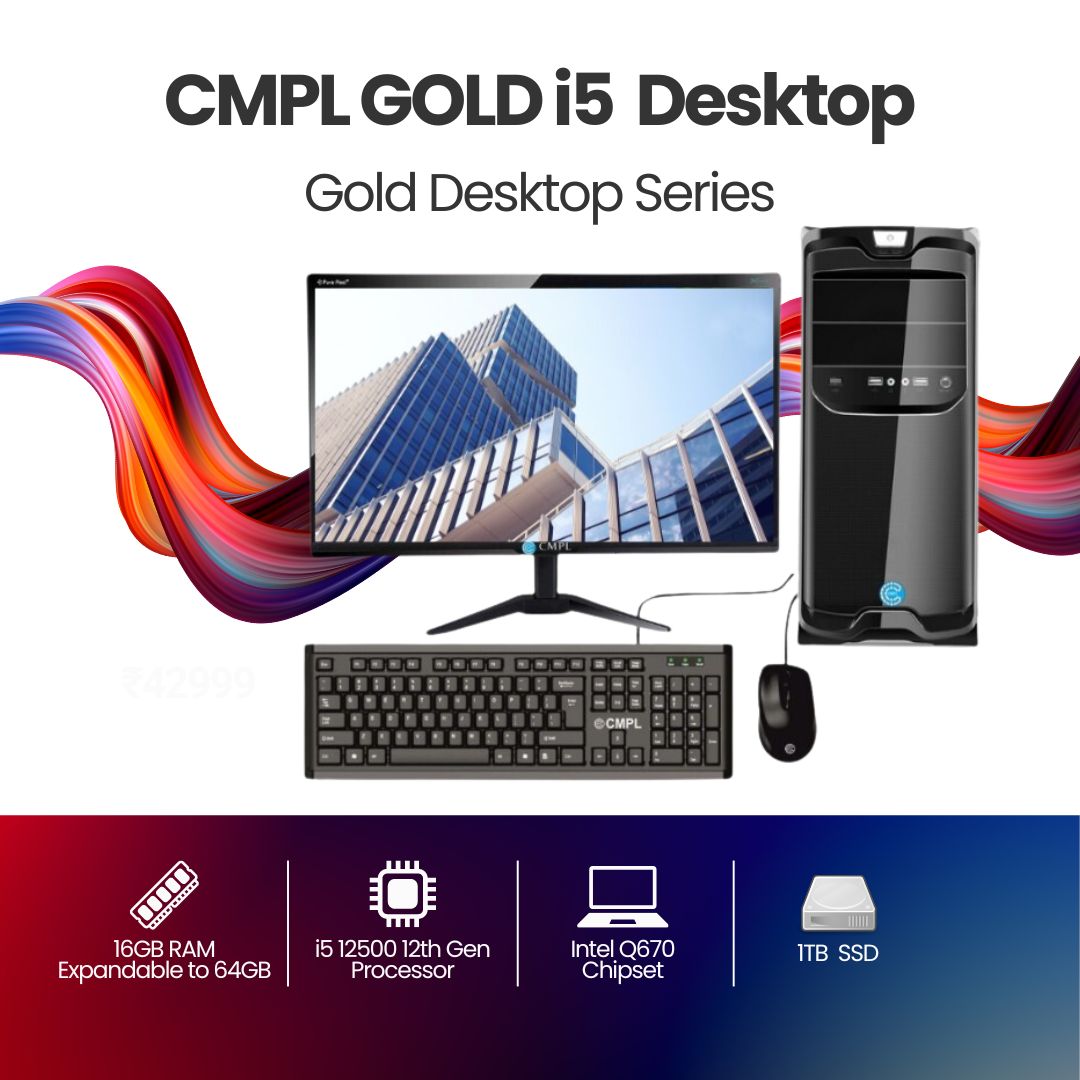 CMPL GOLD i5 Desktop
Gold Desktop Series
CMPL
₹42999
CMPL
16GB RAM
Expandable to 64GB
i5 12500 12th Gen
Processor
Intel Q670
Chipset
1TB SSD